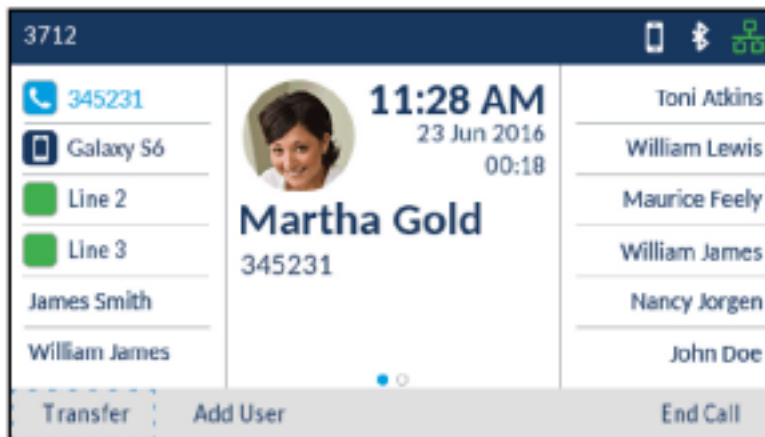 3712
345231
Galaxy S6
Line 2
Line 3
James Smith
William James
11:28 AM
23 Jun 2016
00:18
Martha Gold
345231
Toni Atkins
William Lewis
Maurice Feely
William James
Nancy Jorgen
John Doe
Transfer
Add User
End Call